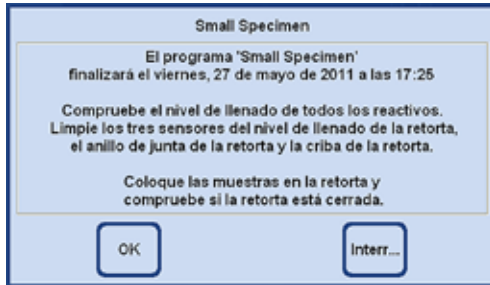 Small Specimen
El programa 'Small Specimen'
finalizará el viernes, 27 de mayo de 2011 a las 17:25
Compruebe el nivel de llenado de todos los reactivos.
Limpie los tres sensores del nivel de llenado de la retorta,
el anillo de junta de la retorta y la criba de la retorta.
Coloque las muestras en la retorta y
compruebe si la retorta está cerrada.
OK
Interr...